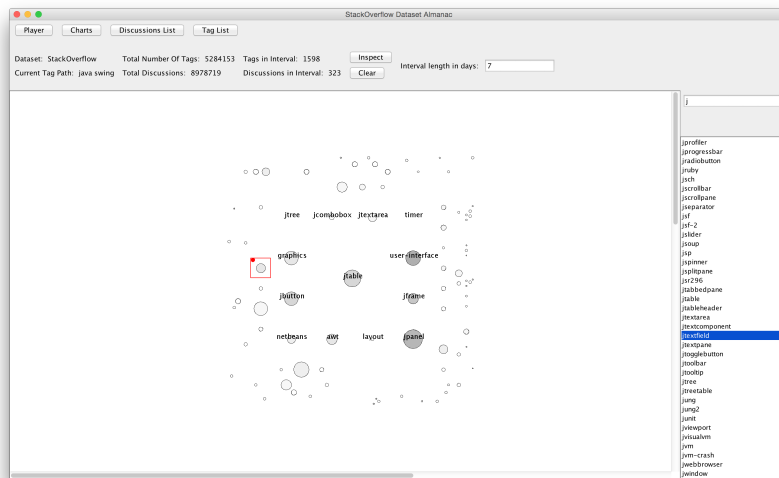 StackOverflow Dataset Almanac
Player Charts Discussions List Tag List
Dataset: StackOverflow Total Number Of Tags: 5284153 Tags in Interval: 1598 Inspect
Interval length in days: 7
Current Tag Path: java swing Total Discussions: 8978719 Discussions in Interval: 323 Clear
j
jprofiler
jprogressbar
jradiobutton
jruby
jsch
jscrollbar
jscrollpane
jseparator
jsf
jsf-2
jslider
jsoup
jsp
jspinner
jsplitpane
jsr296
jtabbedpane
jtable
jtableheader
jtextarea
jtextcomponent
jtextfield
jtextpane
jtogglebutton
jtoolbar
jtooltip
jtree
jtreetable
jung
jung2
junit
jviewport
jvisualvm
jvm
jvm-crash
jwebbrowser
jwindow
jtree jcombobox jtextarea timer
graphics user-interface
jtable
jbutton jframe
netbeans awt layout jpanel